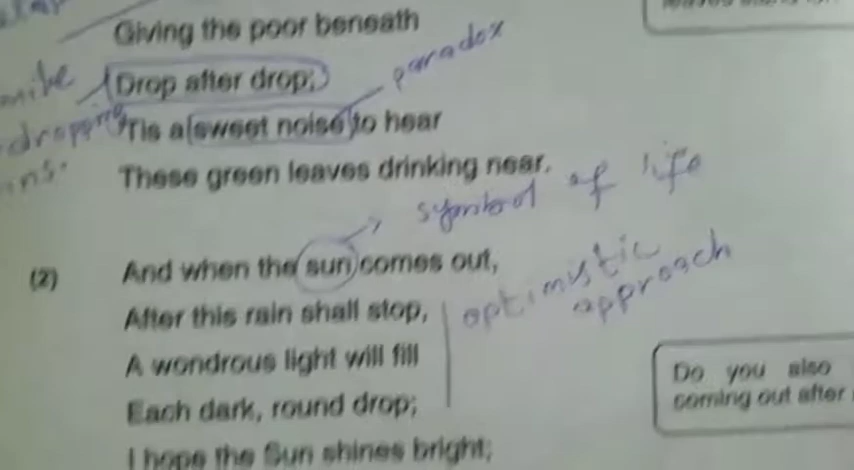 Giving the poor beneath
Drop after drop;
paradox
'Tis a sweet noise to hear
These green leaves drinking near.
symbol of life
(2) And when the sun comes out,
After this rain shall stop,
optimistic
approach
A wondrous light will fill
Each dark, round drop;
I hope the Sun shines bright;
Do you also
coming out after